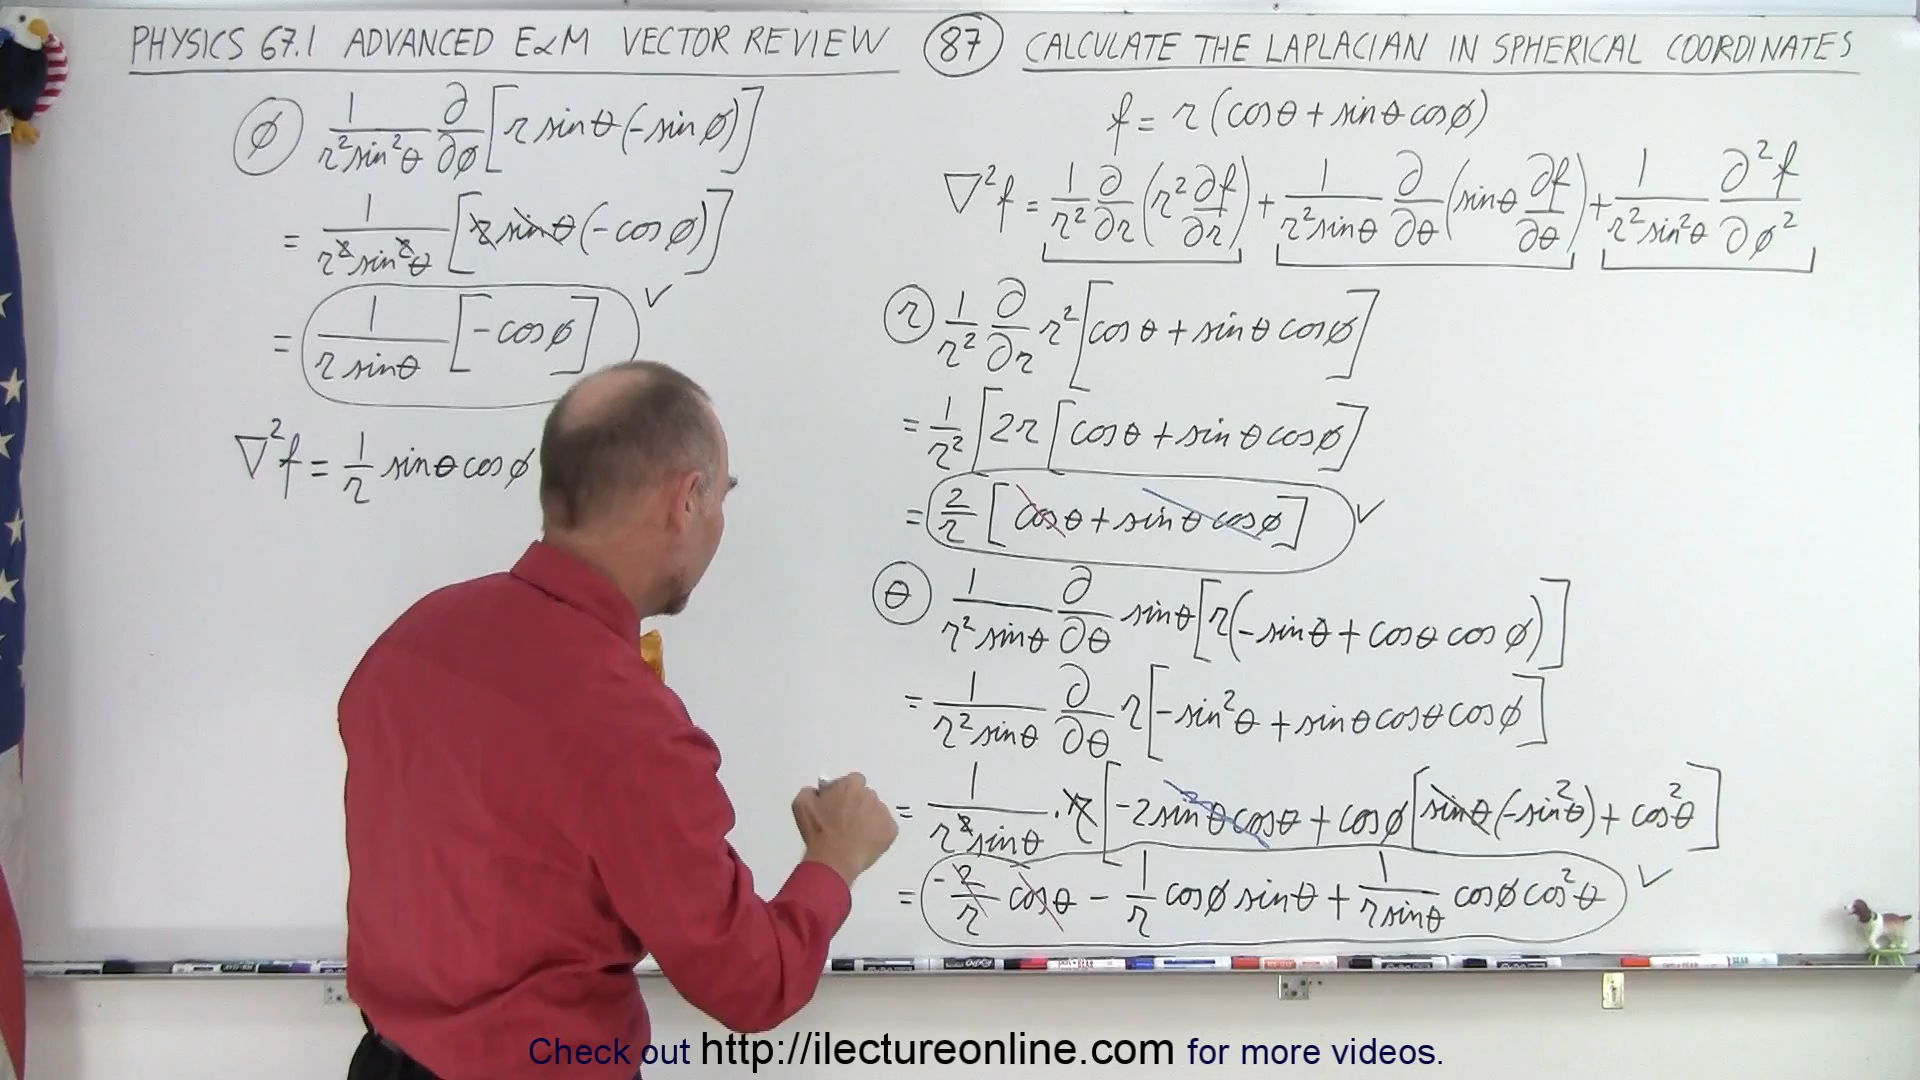 PHYSICS 67.1 ADVANCED E&M VECTOR REVIEW (87) CALCULATE THE LAPLACIAN IN SPHERICAL COORDINATES
φ 1/(r² sin²θ) ∂/∂φ [r sinθ(-sinφ)]
= 1/(r² sin²θ) [r sinθ(-cosφ)]
= 1/(r sinθ) [-cosφ] ✓
∇²f = 1/r sinθ cosφ
f = r(cosθ + sinθ cosφ)
∇²f = 1/r² ∂/∂r (r² ∂f/∂r) + 1/(r² sinθ) ∂/∂θ (sinθ ∂f/∂θ) + 1/(r² sin²θ) ∂²f/∂φ²
r 1/r² ∂/∂r r² [cosθ + sinθ cosφ]
= 1/r² [2r [cosθ + sinθ cosφ]
= 2/r [cosθ + sinθ cosφ] ✓
θ 1/(r² sinθ) ∂/∂θ sinθ [r(-sinθ + cosθ cosφ)]
= 1/(r² sinθ) ∂/∂θ r [-sin²θ + sinθ cosθ cosφ]
= 1/(r² sinθ) · r [-2 sinθ cosθ + cosφ [sinθ (-sin²θ) + cos²θ]
= -2/r cosθ - 1/r cosφ sinθ + 1/(r sinθ) cosφ cos²θ ✓
Check out http://ilectureonline.com for more videos.